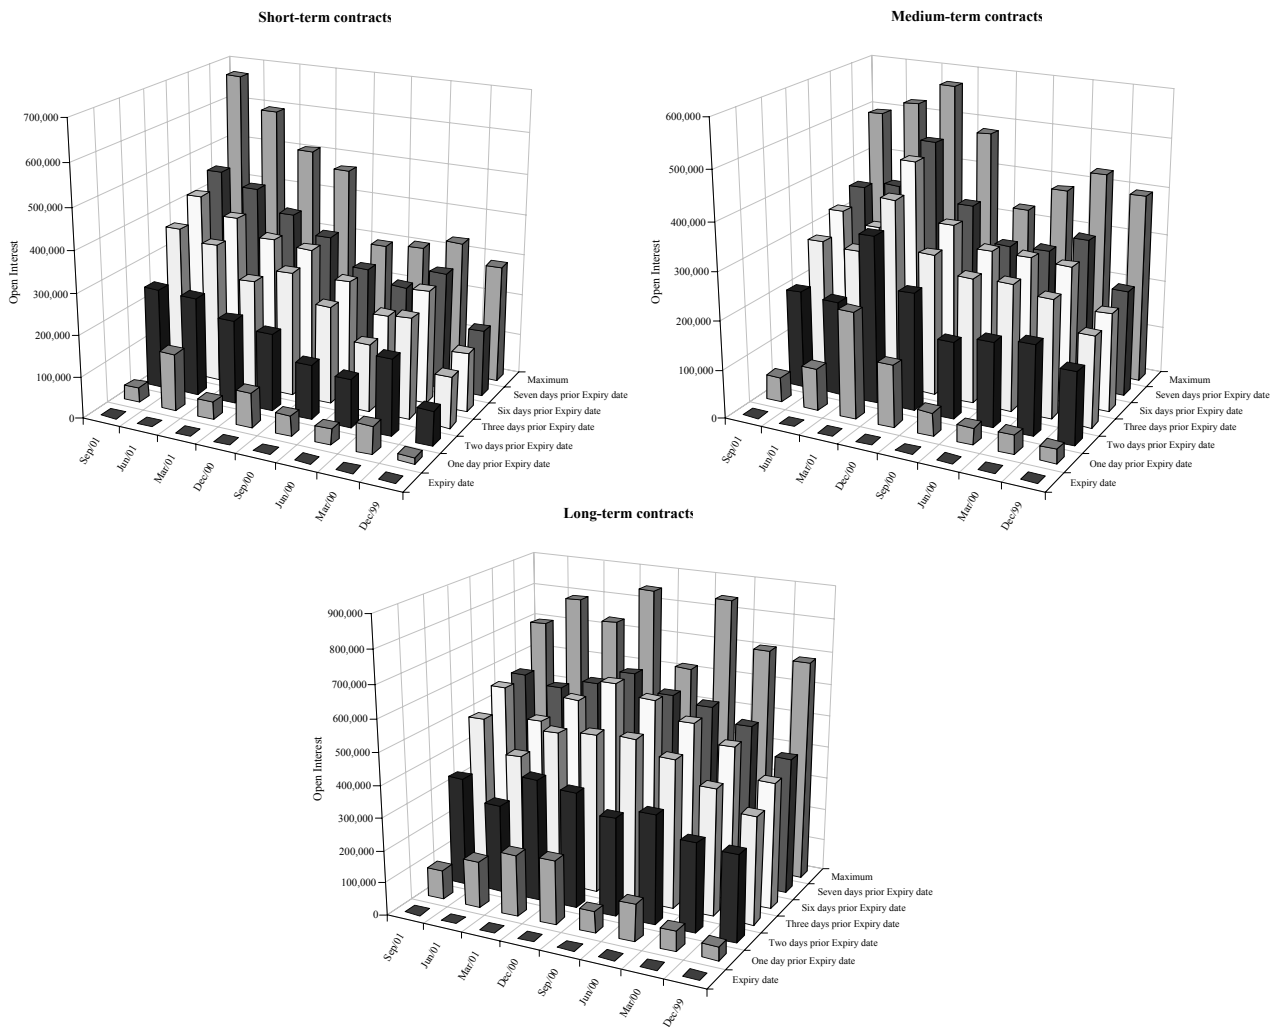 Short-term contracts
700,000
600,000
500,000
400,000
300,000
200,000
100,000
0
Open Interest
Sep/01
Jun/01
Mar/01
Dec/00
Sep/00
Jun/00
Mar/00
Dec/99
Maximum
Seven days prior Expiry date
Six days prior Expiry date
Three days prior Expiry date
Two days prior Expiry date
One day prior Expiry date
Expiry date
Medium-term contracts
600,000
500,000
400,000
300,000
200,000
100,000
0
Open Interest
Sep/01
Jun/01
Mar/01
Dec/00
Sep/00
Jun/00
Mar/00
Dec/99
Maximum
Seven days prior Expiry date
Six days prior Expiry date
Three days prior Expiry date
Two days prior Expiry date
One day prior Expiry date
Expiry date
Long-term contracts
900,000
800,000
700,000
600,000
500,000
400,000
300,000
200,000
100,000
0
Open Interest
Sep/01
Jun/01
Mar/01
Dec/00
Sep/00
Jun/00
Mar/00
Dec/99
Maximum
Seven days prior Expiry date
Six days prior Expiry date
Three days prior Expiry date
Two days prior Expiry date
One day prior Expiry date
Expiry date